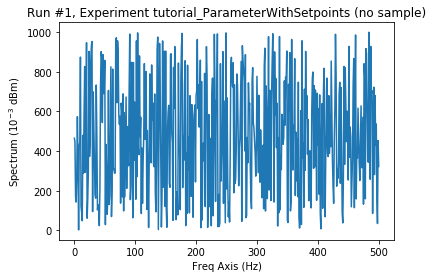 Run #1, Experiment tutorial_ParameterWithSetpoints (no sample)
1000
800
600
400
200
0
Spectrum (10⁻³ dBm)
0 100 200 300 400 500
Freq Axis (Hz)